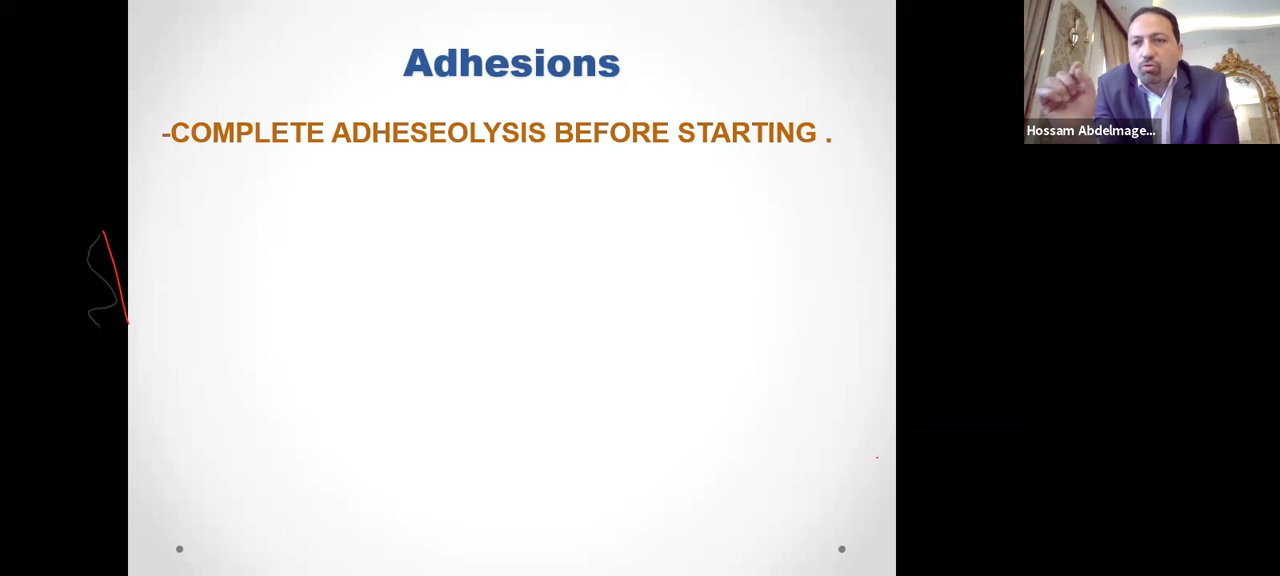 Adhesions
-COMPLETE ADHESEOLYSIS BEFORE STARTING .
Hossam Abdelmage...